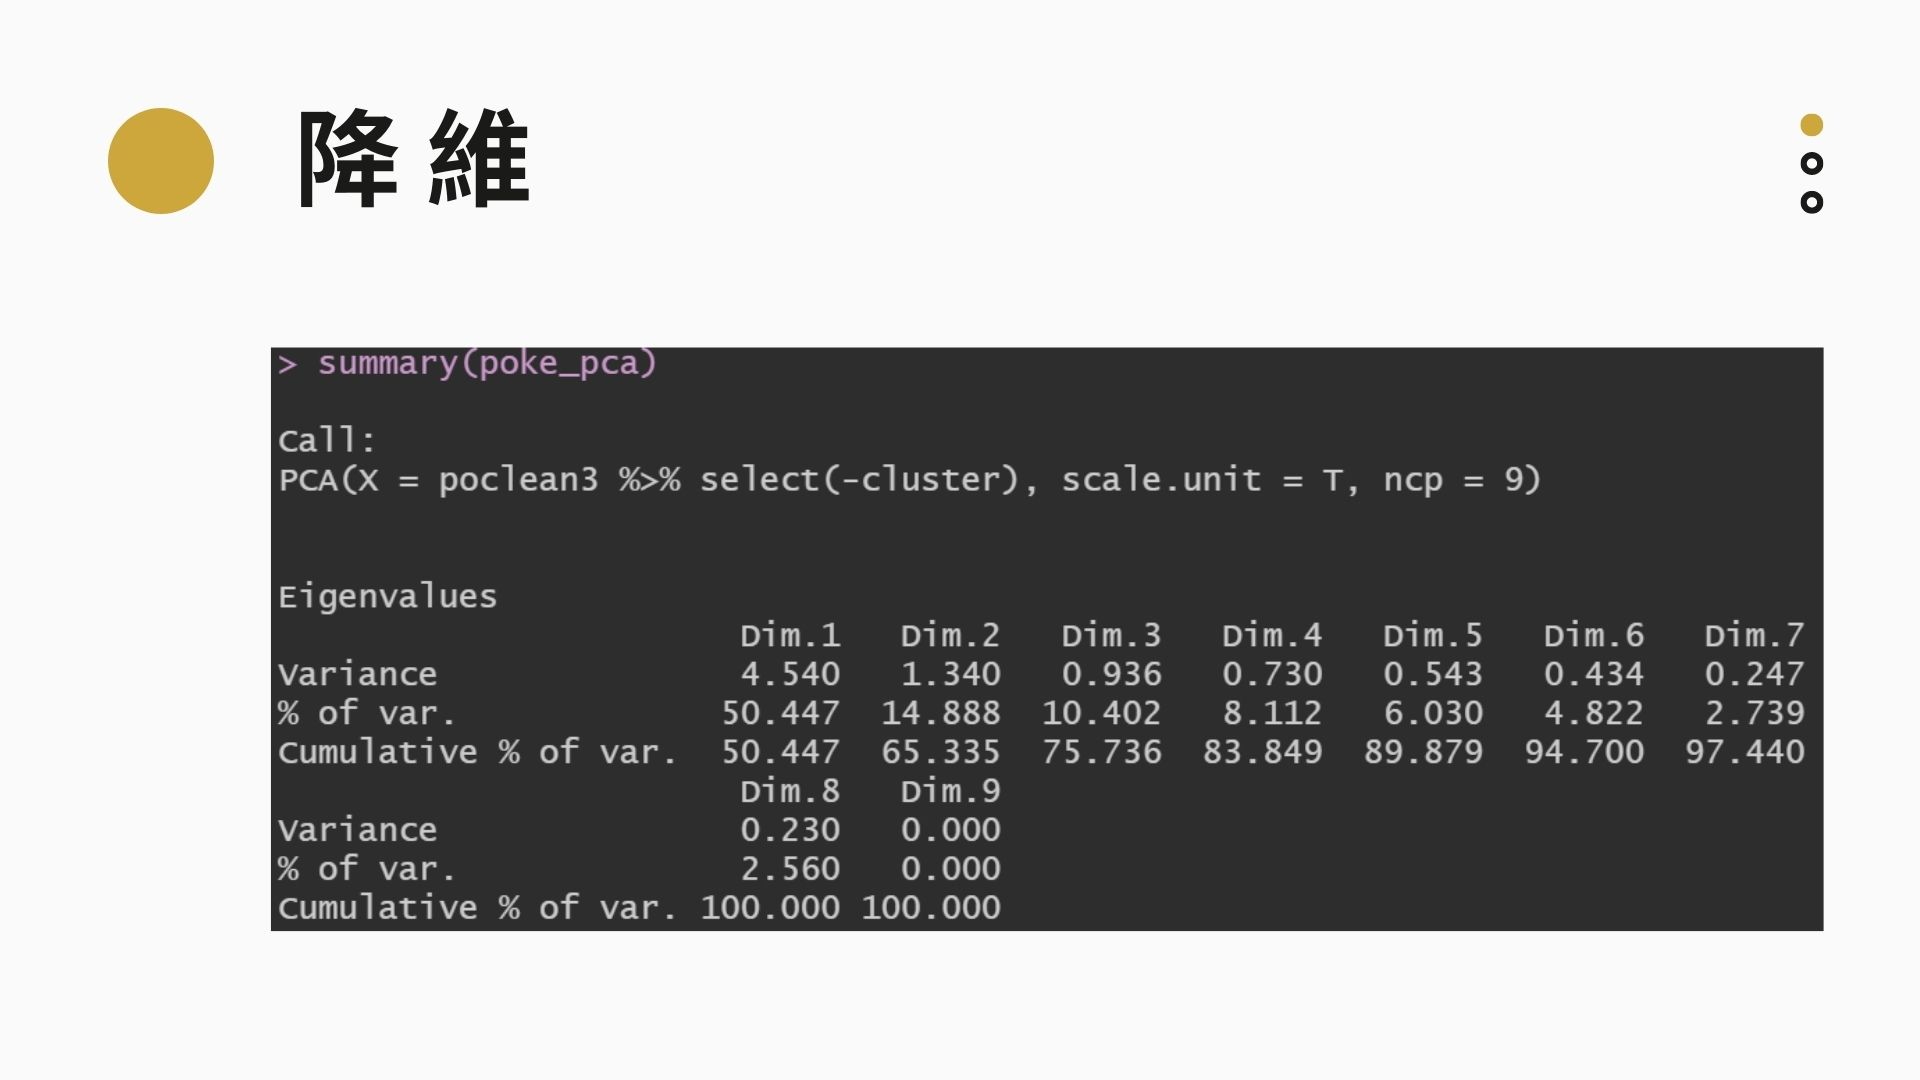 降維
> summary(poke_pca)
Call:
PCA(X = poclean3 %>% select(-cluster), scale.unit = T, ncp = 9)
Eigenvalues
Dim.1 Dim.2 Dim.3 Dim.4 Dim.5 Dim.6 Dim.7
Variance 4.540 1.340 0.936 0.730 0.543 0.434 0.247
% of var. 50.447 14.888 10.402 8.112 6.030 4.822 2.739
Cumulative % of var. 50.447 65.335 75.736 83.849 89.879 94.700 97.440
Dim.8 Dim.9
Variance 0.230 0.000
% of var. 2.560 0.000
Cumulative % of var. 100.000 100.000